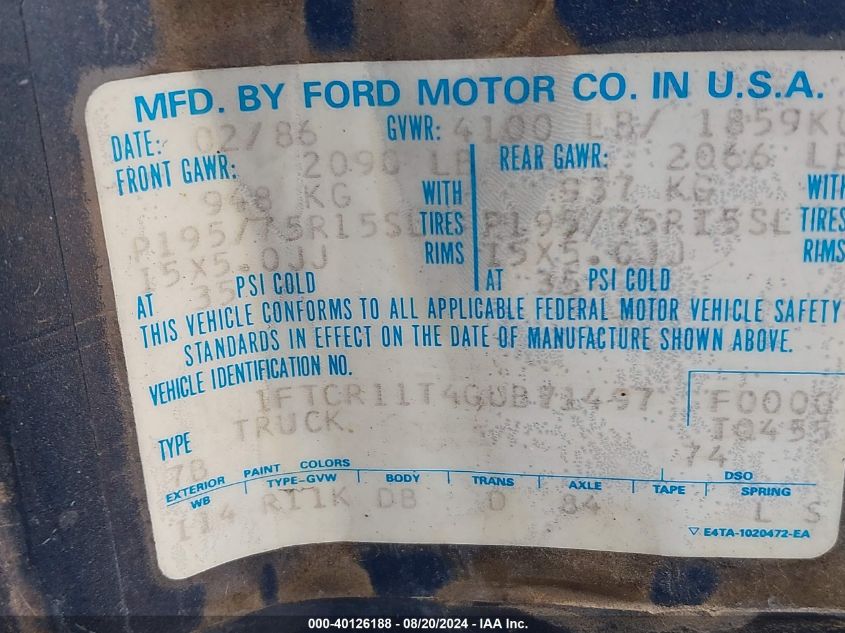 MFD. BY FORD MOTOR CO. IN U.S.A.
DATE: 02/86 GVWR: 4100 LB/ 1859KG
FRONT GAWR: 2090 LB REAR GAWR: 2066 LB
948 KG WITH 937 KG WITH
P195/75R15SL TIRES P195/75R15SL TIRES
15X5.0JJ RIMS 15X5.0JJ RIMS
AT 35 PSI COLD AT 35 PSI COLD
THIS VEHICLE CONFORMS TO ALL APPLICABLE FEDERAL MOTOR VEHICLE SAFETY
STANDARDS IN EFFECT ON THE DATE OF MANUFACTURE SHOWN ABOVE.
VEHICLE IDENTIFICATION NO.
1FTCR11T4GUB71497 F0000
TYPE TRUCK T0455
7B 74
EXTERIOR PAINT COLORS DSO
WB TYPE-GVW BODY TRANS AXLE TAPE SPRING
114 R11K DB D 84 L S
▽ E4TA-1020472-EA
000-40126188 - 08/20/2024 - IAA Inc.